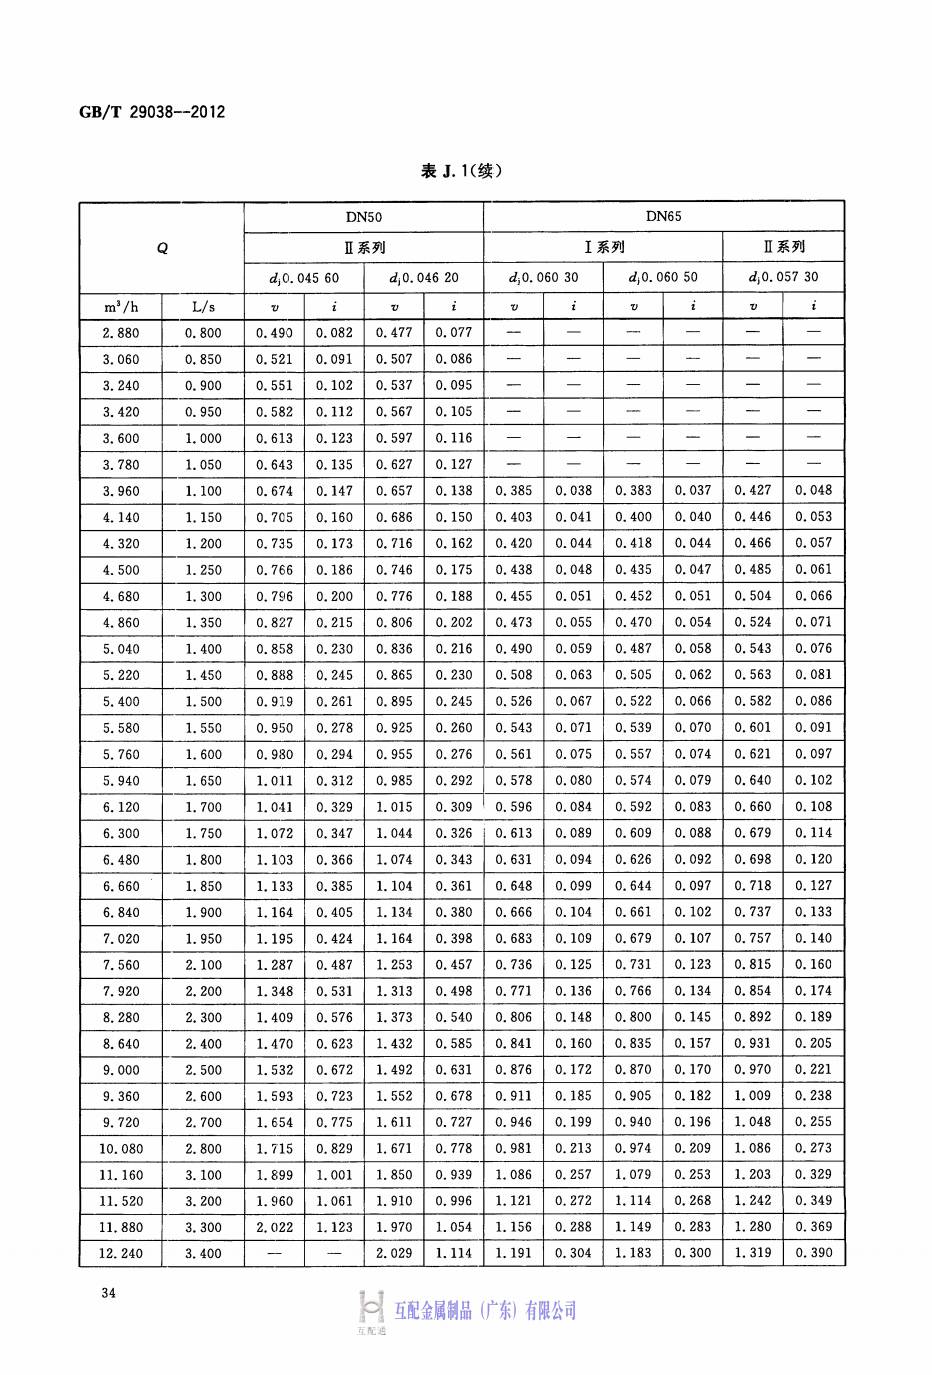 GB/T 29038--2012
表 J. 1(续)
Q DN50 DN65
Ⅱ系列 Ⅰ系列 Ⅱ系列
dj0. 045 60 dj0. 046 20 dj0. 060 30 dj0. 060 50 dj0. 057 30
m³/h L/s v i v i v i v i v i
2. 880 0. 800 0. 490 0. 082 0. 477 0. 077 — — — — — —
3. 060 0. 850 0. 521 0. 091 0. 507 0. 086 — — — — — —
3. 240 0. 900 0. 551 0. 102 0. 537 0. 095 — — — — — —
3. 420 0. 950 0. 582 0. 112 0. 567 0. 105 — — — — — —
3. 600 1. 000 0. 613 0. 123 0. 597 0. 116 — — — — — —
3. 780 1. 050 0. 643 0. 135 0. 627 0. 127 — — — — — —
3. 960 1. 100 0. 674 0. 147 0. 657 0. 138 0. 385 0. 038 0. 383 0. 037 0. 427 0. 048
4. 140 1. 150 0. 705 0. 160 0. 686 0. 150 0. 403 0. 041 0. 400 0. 040 0. 446 0. 053
4. 320 1. 200 0. 735 0. 173 0. 716 0. 162 0. 420 0. 044 0. 418 0. 044 0. 466 0. 057
4. 500 1. 250 0. 766 0. 186 0. 746 0. 175 0. 438 0. 048 0. 435 0. 047 0. 485 0. 061
4. 680 1. 300 0. 796 0. 200 0. 776 0. 188 0. 455 0. 051 0. 452 0. 051 0. 504 0. 066
4. 860 1. 350 0. 827 0. 215 0. 806 0. 202 0. 473 0. 055 0. 470 0. 054 0. 524 0. 071
5. 040 1. 400 0. 858 0. 230 0. 836 0. 216 0. 490 0. 059 0. 487 0. 058 0. 543 0. 076
5. 220 1. 450 0. 888 0. 245 0. 865 0. 230 0. 508 0. 063 0. 505 0. 062 0. 563 0. 081
5. 400 1. 500 0. 919 0. 261 0. 895 0. 245 0. 526 0. 067 0. 522 0. 066 0. 582 0. 086
5. 580 1. 550 0. 950 0. 278 0. 925 0. 260 0. 543 0. 071 0. 539 0. 070 0. 601 0. 091
5. 760 1. 600 0. 980 0. 294 0. 955 0. 276 0. 561 0. 075 0. 557 0. 074 0. 621 0. 097
5. 940 1. 650 1. 011 0. 312 0. 985 0. 292 0. 578 0. 080 0. 574 0. 079 0. 640 0. 102
6. 120 1. 700 1. 041 0. 329 1. 015 0. 309 0. 596 0. 084 0. 592 0. 083 0. 660 0. 108
6. 300 1. 750 1. 072 0. 347 1. 044 0. 326 0. 613 0. 089 0. 609 0. 088 0. 679 0. 114
6. 480 1. 800 1. 103 0. 366 1. 074 0. 343 0. 631 0. 094 0. 626 0. 092 0. 698 0. 120
6. 660 1. 850 1. 133 0. 385 1. 104 0. 361 0. 648 0. 099 0. 644 0. 097 0. 718 0. 127
6. 840 1. 900 1. 164 0. 405 1. 134 0. 380 0. 666 0. 104 0. 661 0. 102 0. 737 0. 133
7. 020 1. 950 1. 195 0. 424 1. 164 0. 398 0. 683 0. 109 0. 679 0. 107 0. 757 0. 140
7. 560 2. 100 1. 287 0. 487 1. 253 0. 457 0. 736 0. 125 0. 731 0. 123 0. 815 0. 160
7. 920 2. 200 1. 348 0. 531 1. 313 0. 498 0. 771 0. 136 0. 766 0. 134 0. 854 0. 174
8. 280 2. 300 1. 409 0. 576 1. 373 0. 540 0. 806 0. 148 0. 800 0. 145 0. 892 0. 189
8. 640 2. 400 1. 470 0. 623 1. 432 0. 585 0. 841 0. 160 0. 835 0. 157 0. 931 0. 205
9. 000 2. 500 1. 532 0. 672 1. 492 0. 631 0. 876 0. 172 0. 870 0. 170 0. 970 0. 221
9. 360 2. 600 1. 593 0. 723 1. 552 0. 678 0. 911 0. 185 0. 905 0. 182 1. 009 0. 238
9. 720 2. 700 1. 654 0. 775 1. 611 0. 727 0. 946 0. 199 0. 940 0. 196 1. 048 0. 255
10. 080 2. 800 1. 715 0. 829 1. 671 0. 778 0. 981 0. 213 0. 974 0. 209 1. 086 0. 273
11. 160 3. 100 1. 899 1. 001 1. 850 0. 939 1. 086 0. 257 1. 079 0. 253 1. 203 0. 329
11. 520 3. 200 1. 960 1. 061 1. 910 0. 996 1. 121 0. 272 1. 114 0. 268 1. 242 0. 349
11. 880 3. 300 2. 022 1. 123 1. 970 1. 054 1. 156 0. 288 1. 149 0. 283 1. 280 0. 369
12. 240 3. 400 — — 2. 029 1. 114 1. 191 0. 304 1. 183 0. 300 1. 319 0. 390
34
互配金属制品（广东）有限公司
互配通